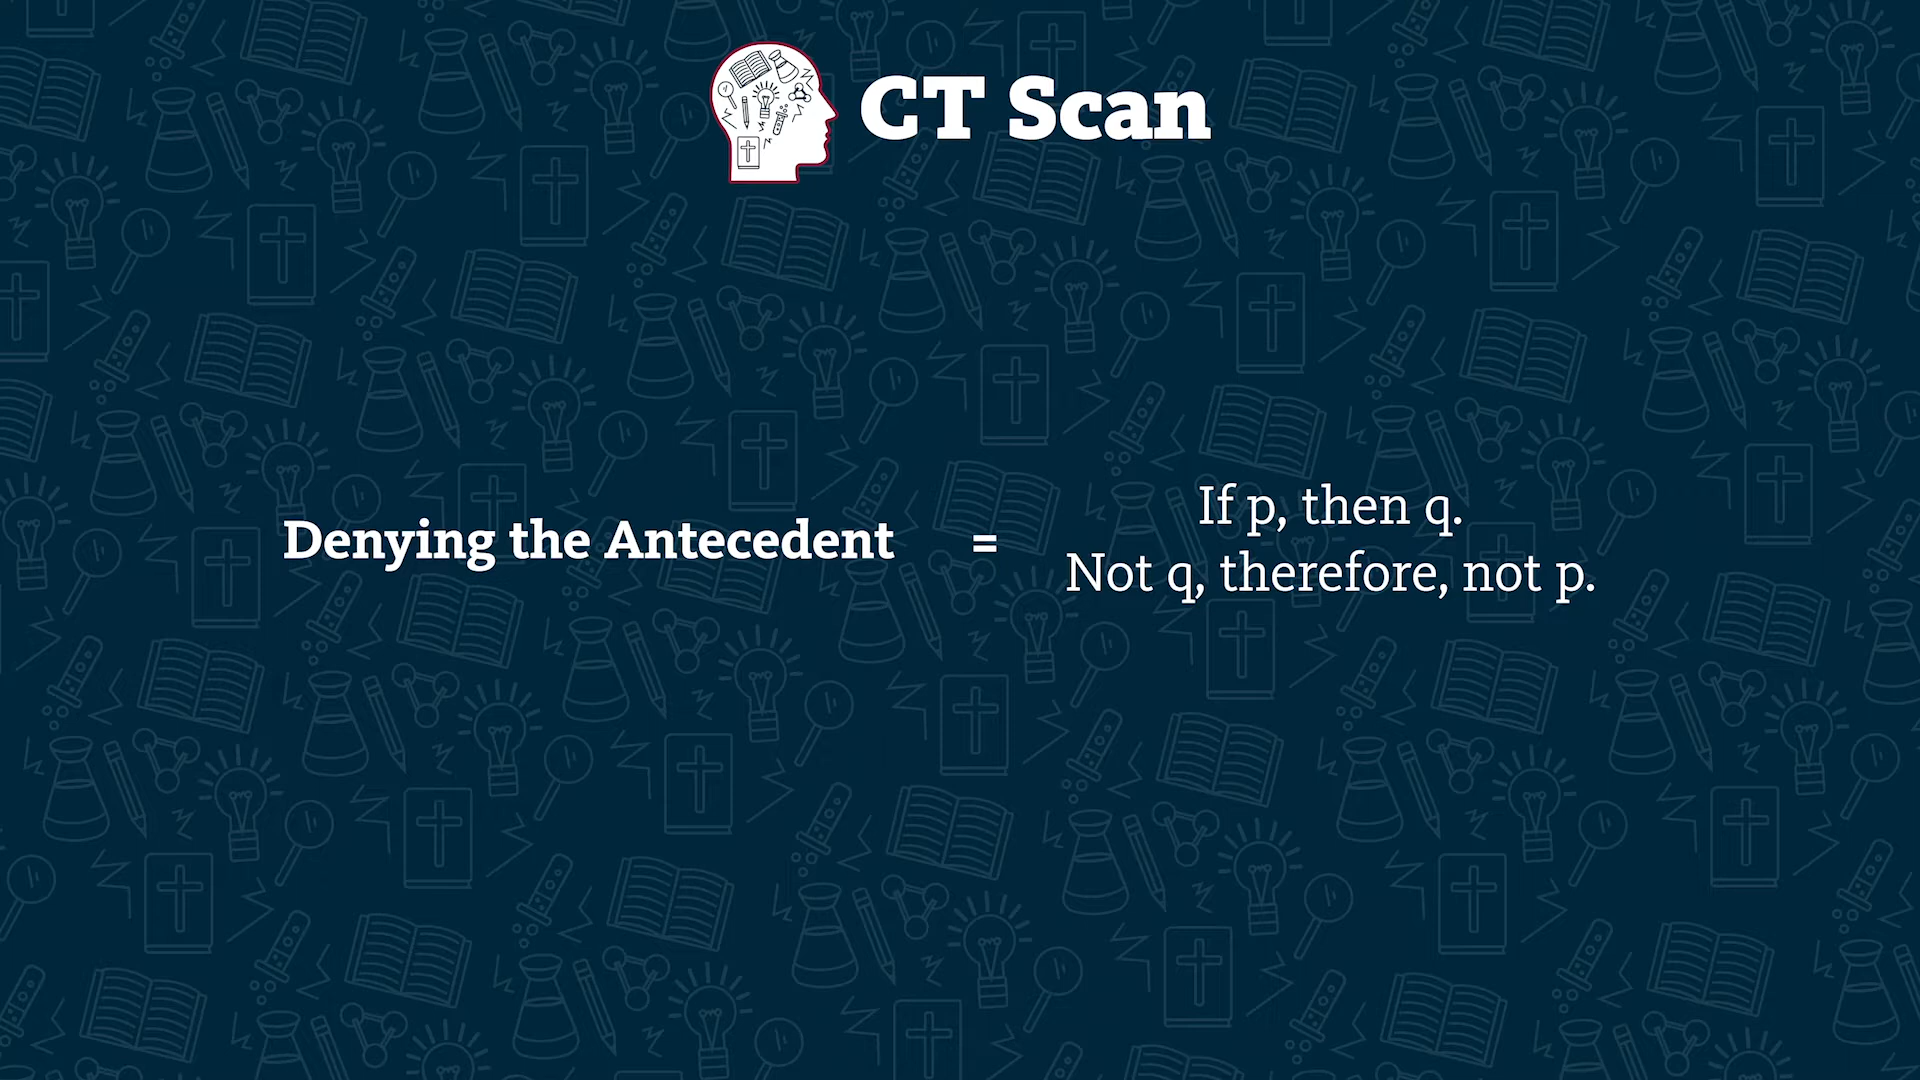 CT Scan
Denying the Antecedent
=
If p, then q.
Not q, therefore, not p.